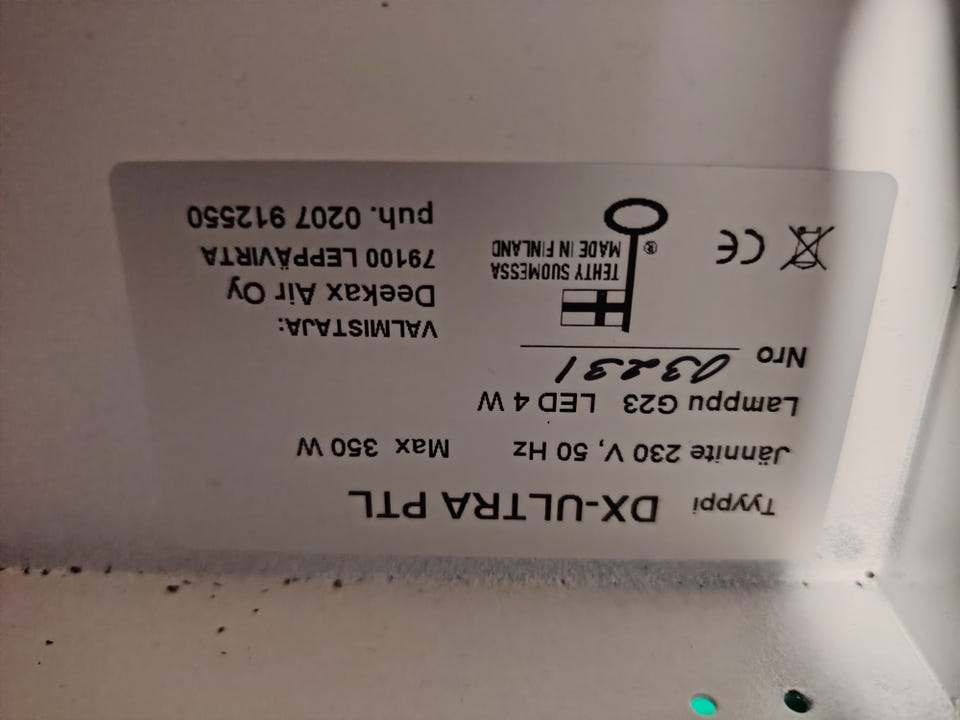 Tyyppi DX-ULTRA PTL
Jännite 230 V, 50 Hz Max 350 W
Lamppu G23 LED 4 W
Nro 03231
VALMISTAJA:
Deekax Air Oy
79100 LEPPÄVIRTA
puh. 0207 912550
TEHTY SUOMESSA
MADE IN FINLAND
®
CE